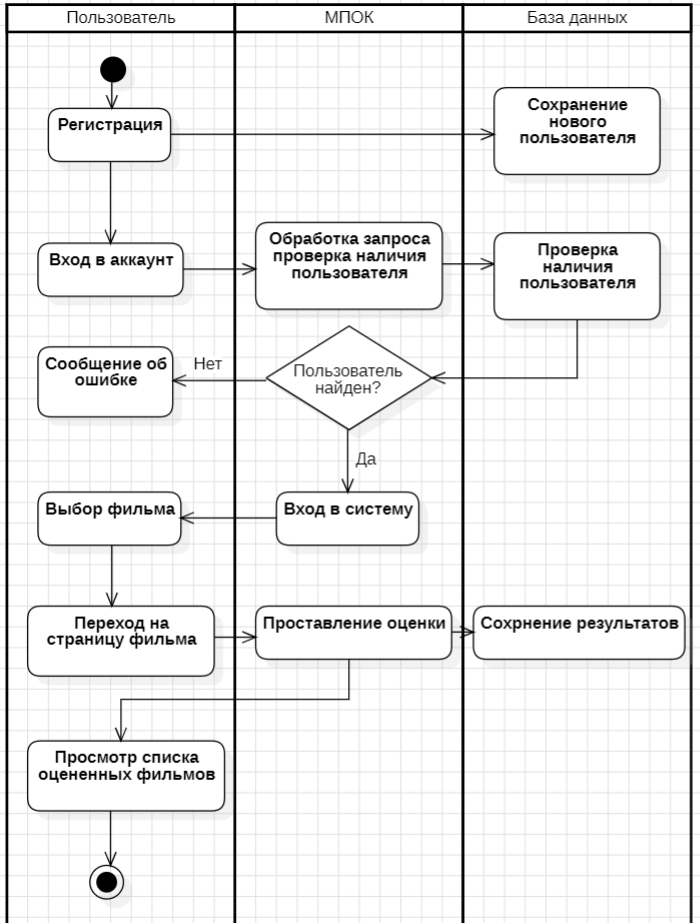 Пользователь
МПОК
База данных
Регистрация
Сохранение
нового
пользователя
Вход в аккаунт
Обработка запроса
проверка наличия
пользователя
Проверка
наличия
пользователя
Сообщение об
ошибке
Нет
Пользователь
найден?
Да
Выбор фильма
Вход в систему
Переход на
страницу фильма
Проставление оценки
Сохрнение результатов
Просмотр списка
оцененных фильмов